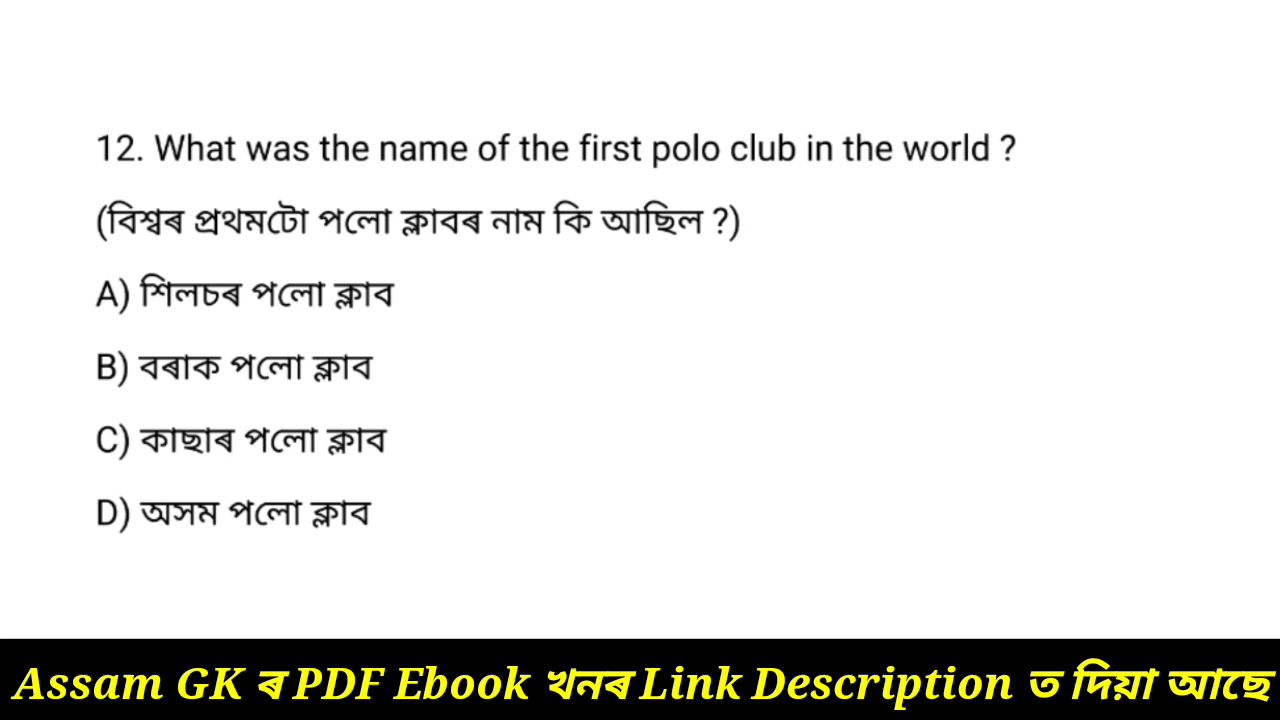 12. What was the name of the first polo club in the world ?
(বিশ্বৰ প্ৰথমটো পলো ক্লাবৰ নাম কি আছিল ?)
A) শিলচৰ পলো ক্লাব
B) বৰাক পলো ক্লাব
C) কাছাৰ পলো ক্লাব
D) অসম পলো ক্লাব
Assam GK ৰ PDF Ebook খনৰ Link Description ত দিয়া আছে